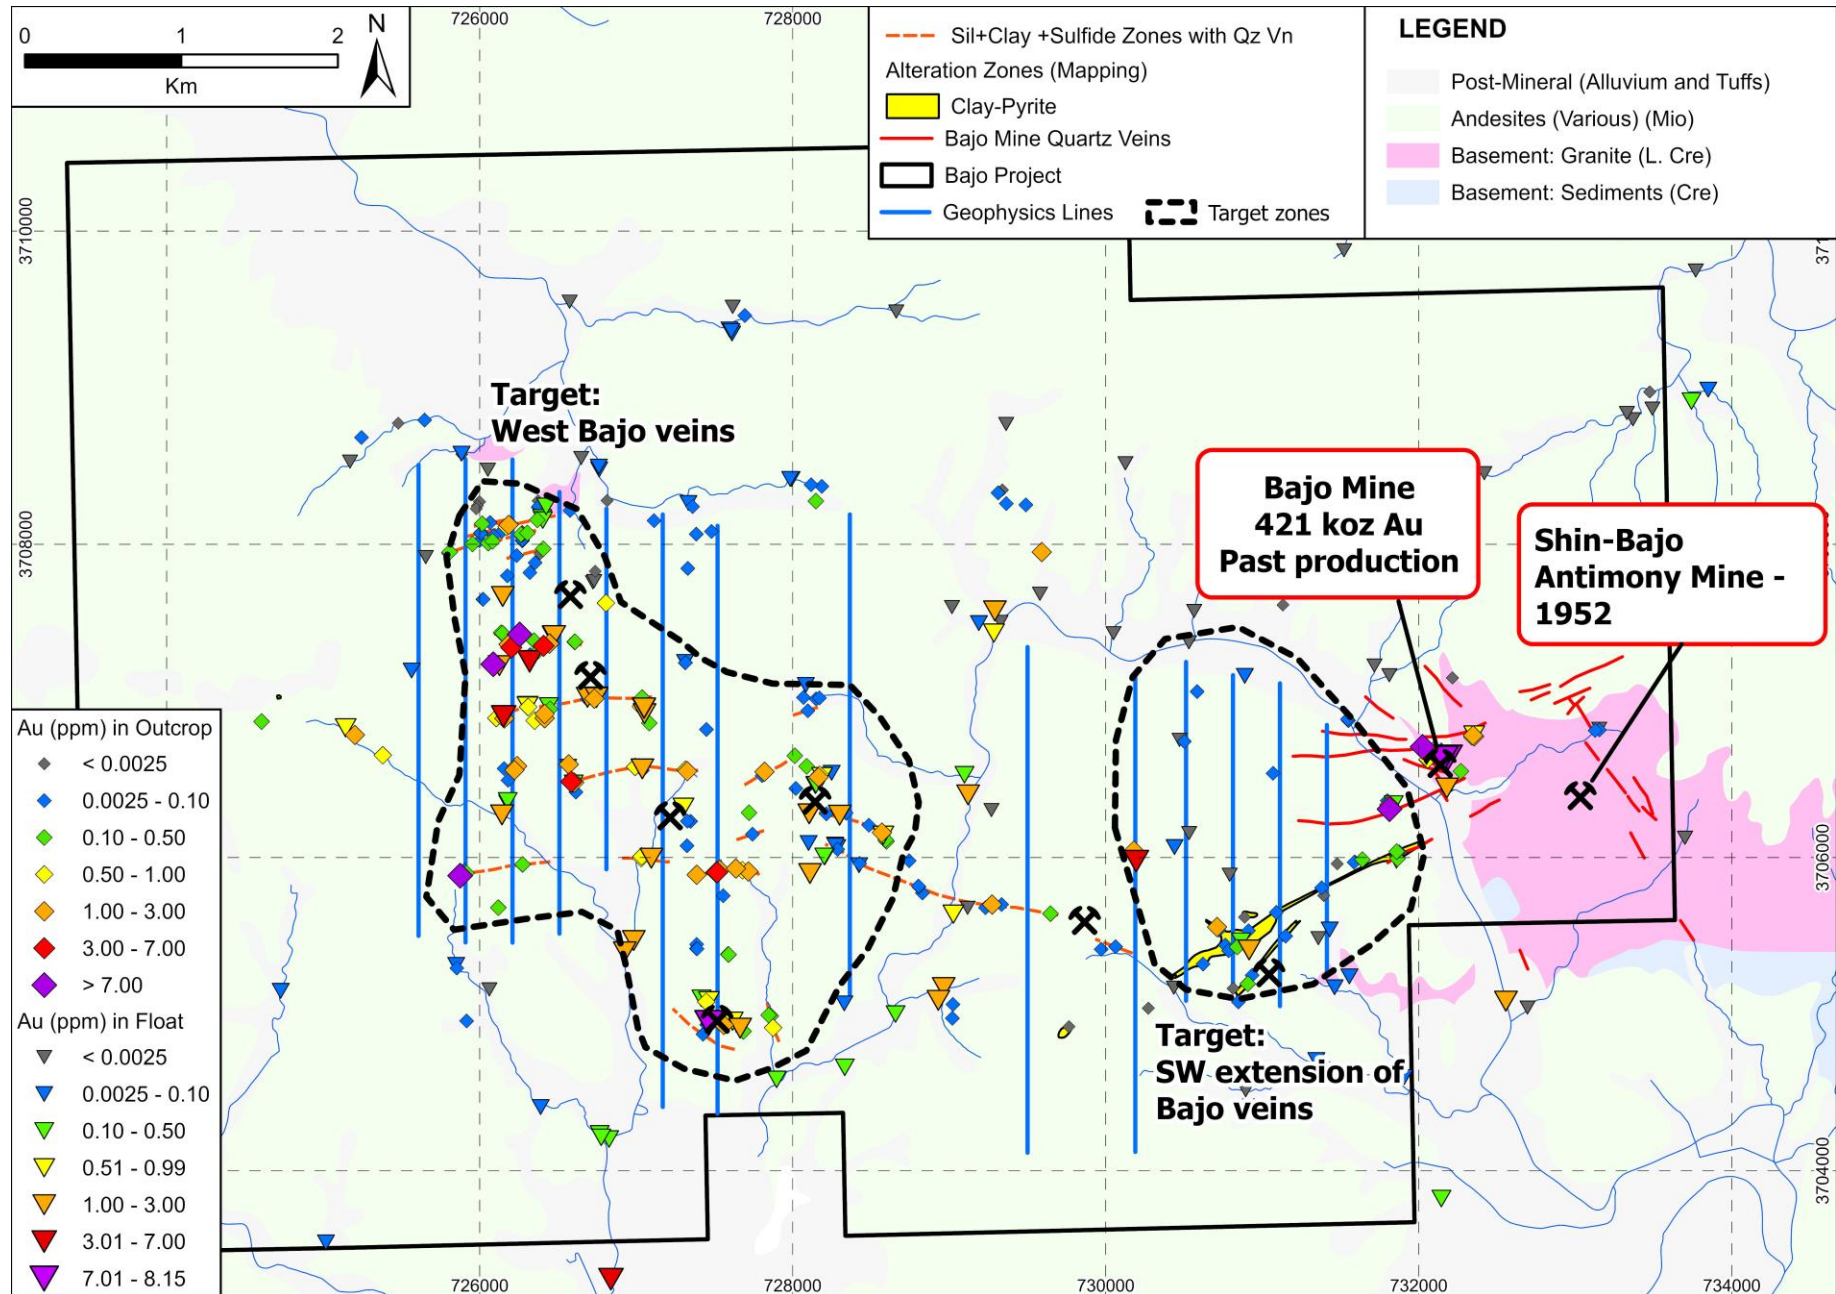 726000
728000
0
1
2
Km
N
Sil+Clay +Sulfide Zones with Qz Vn
Alteration Zones (Mapping)
Clay-Pyrite
Bajo Mine Quartz Veins
Bajo Project
Geophysics Lines
Target zones
LEGEND
Post-Mineral (Alluvium and Tuffs)
Andesites (Various) (Mio)
Basement: Granite (L. Cre)
Basement: Sediments (Cre)
3710000
371
Target:
West Bajo veins
Bajo Mine
421 koz Au
Past production
Shin-Bajo
Antimony Mine -
1952
3708000
Au (ppm) in Outcrop
< 0.0025
0.0025 - 0.10
0.10 - 0.50
0.50 - 1.00
1.00 - 3.00
3.00 - 7.00
> 7.00
Au (ppm) in Float
< 0.0025
0.0025 - 0.10
0.10 - 0.50
0.51 - 0.99
1.00 - 3.00
3.01 - 7.00
7.01 - 8.15
3706000
Target:
SW extension of
Bajo veins
3704000
726000
728000
730000
732000
734000